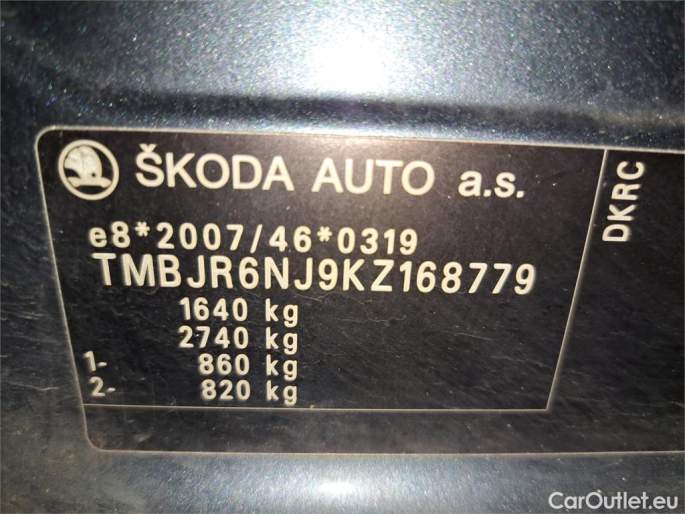 ŠKODA AUTO a.s.
e8*2007/46*0319
TMBJR6NJ9KZ168779
1640 kg
2740 kg
1- 860 kg
2- 820 kg
DKRC
CarOutlet.eu